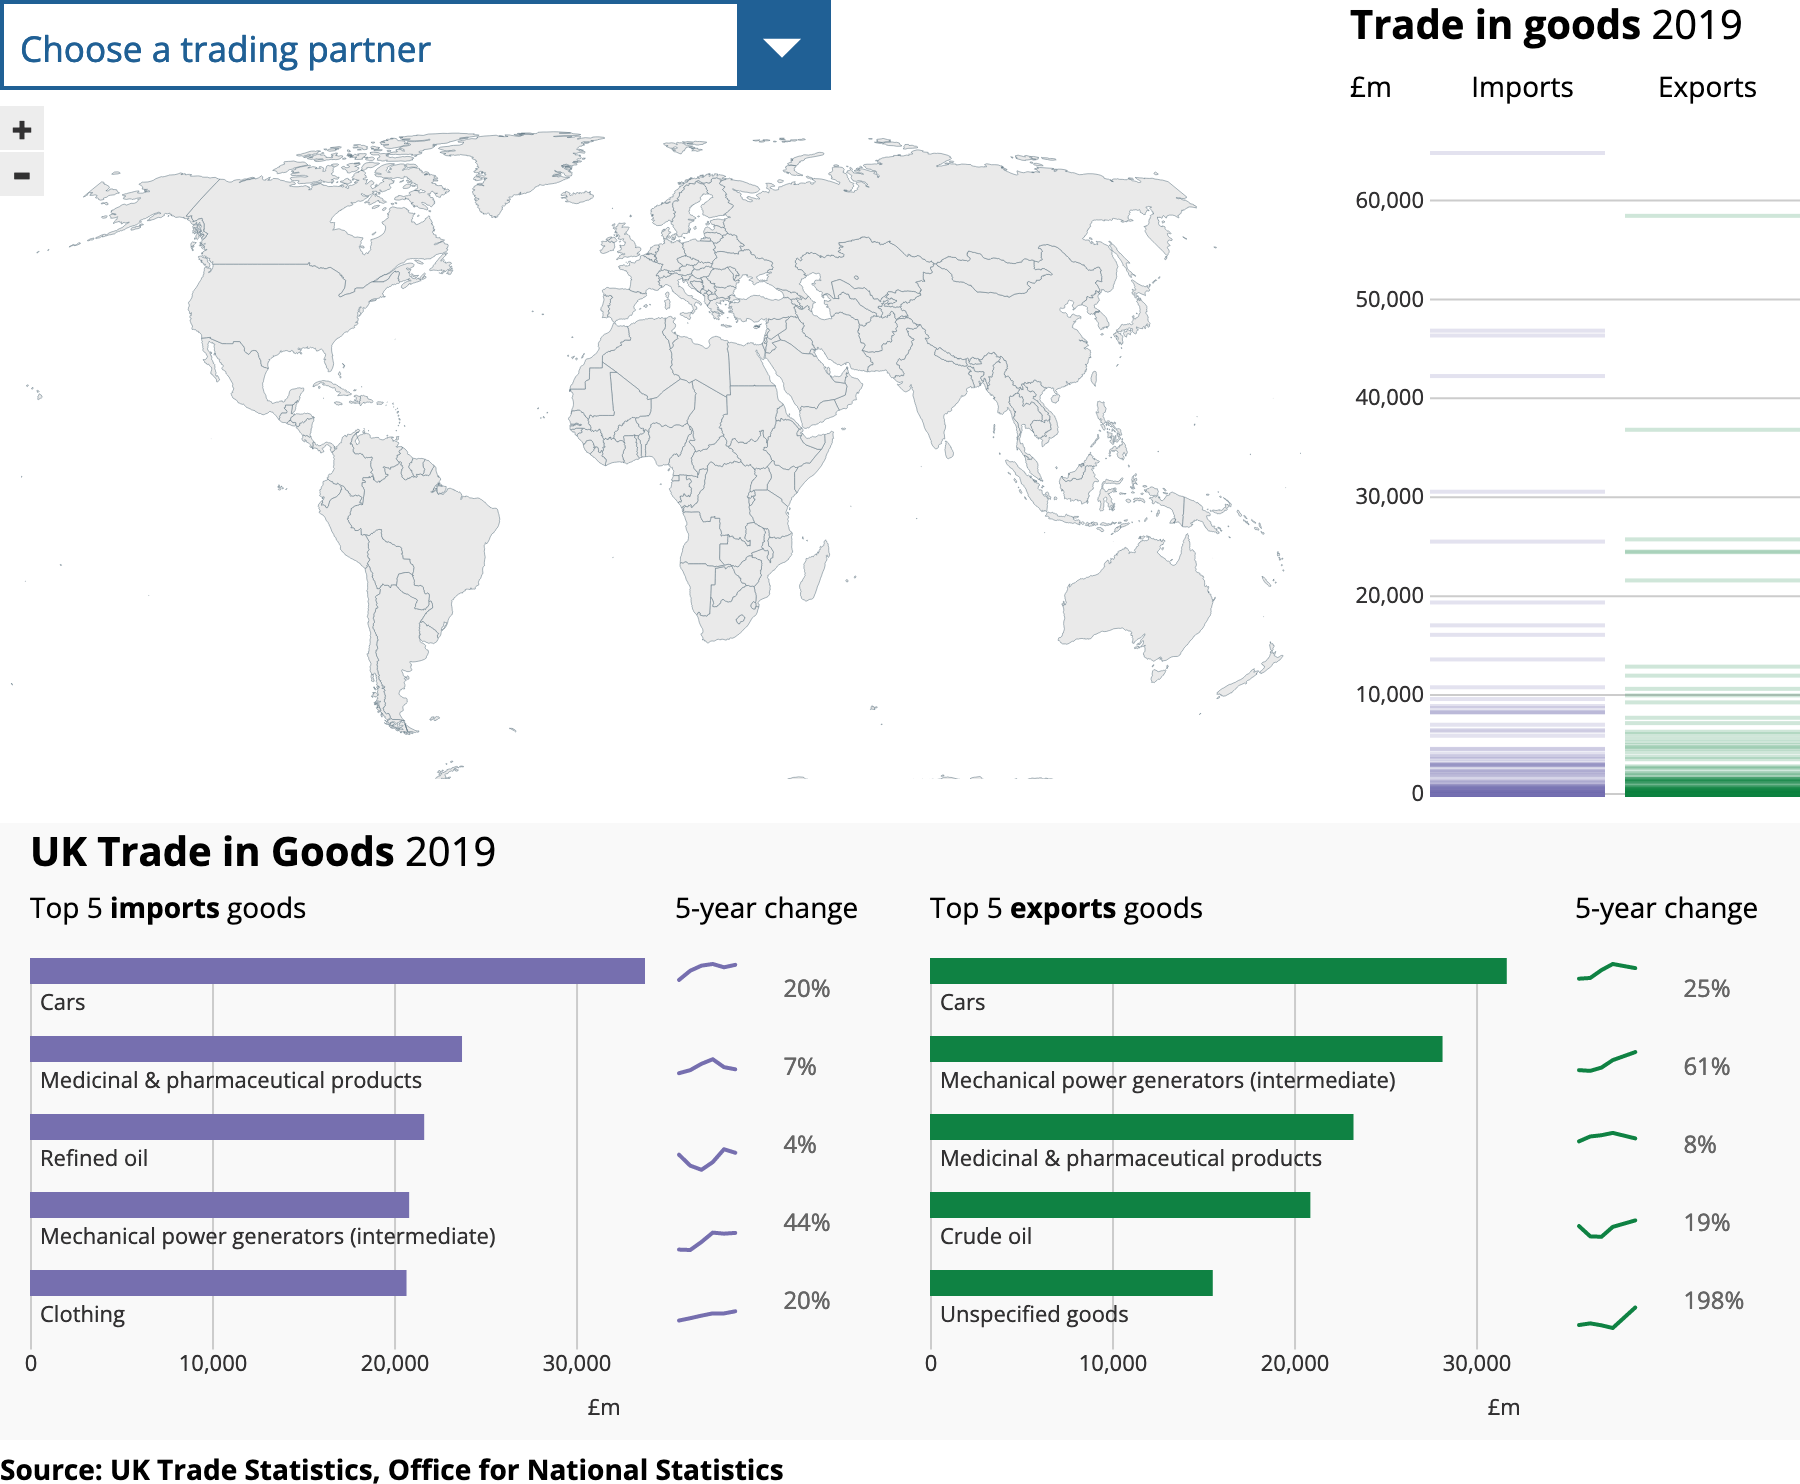 Choose a trading partner
+
-
Trade in goods 2019
£m Imports Exports
60,000
50,000
40,000
30,000
20,000
10,000
0
UK Trade in Goods 2019
Top 5 imports goods
5-year change
Cars
20%
Medicinal & pharmaceutical products
7%
Refined oil
4%
Mechanical power generators (intermediate)
44%
Clothing
20%
0 10,000 20,000 30,000
£m
Top 5 exports goods
5-year change
Cars
25%
Mechanical power generators (intermediate)
61%
Medicinal & pharmaceutical products
8%
Crude oil
19%
Unspecified goods
198%
0 10,000 20,000 30,000
£m
Source: UK Trade Statistics, Office for National Statistics